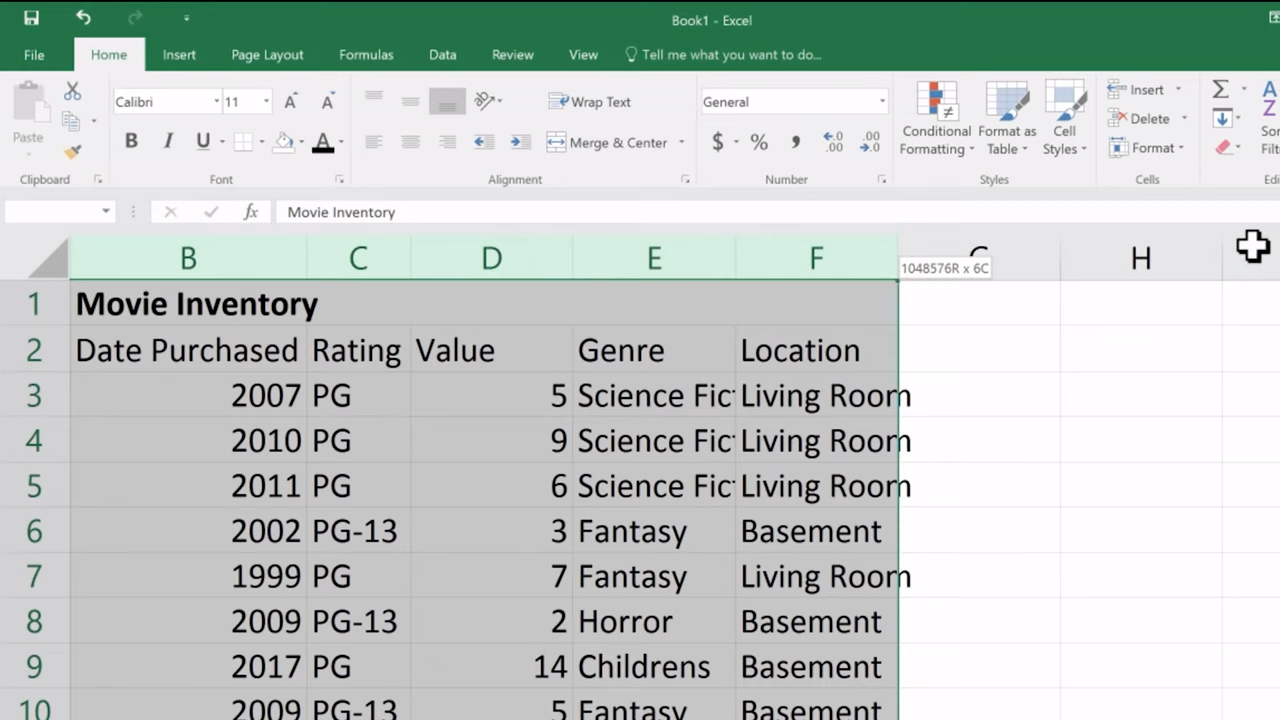 Book1 - Excel
File Home Insert Page Layout Formulas Data Review View Tell me what you want to do...
Paste
Calibri 11
B I U A
Wrap Text
Merge & Center
General
$ % , .0 .00
Conditional Formatting
Format as Table
Cell Styles
Insert
Delete
Format
Σ
A
Z
Clipboard Font Alignment Number Styles Cells
fx Movie Inventory
B C D E F H
1048576R x 6C
1 Movie Inventory
2 Date Purchased Rating Value Genre Location
3 2007 PG 5 Science Fic Living Room
4 2010 PG 9 Science Fic Living Room
5 2011 PG 6 Science Fic Living Room
6 2002 PG-13 3 Fantasy Basement
7 1999 PG 7 Fantasy Living Room
8 2009 PG-13 2 Horror Basement
9 2017 PG 14 Childrens Basement
10 2009 PG-13 5 Fantasy Basement